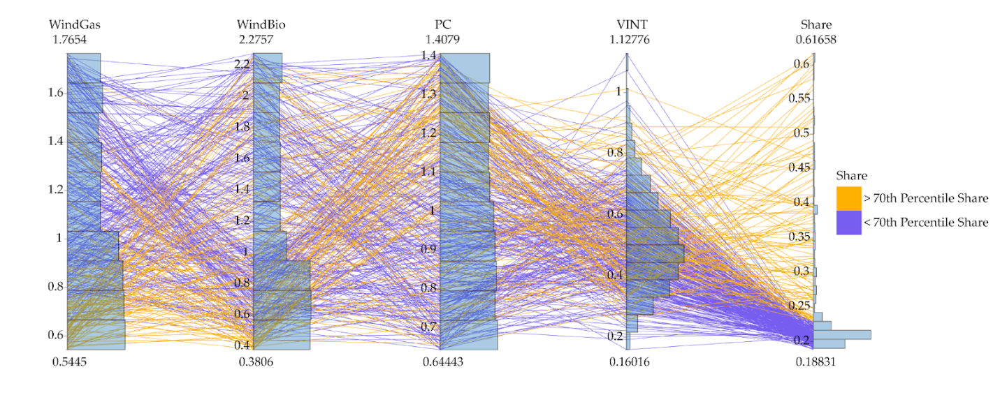 WindGas WindBio PC VINT Share
1.7654 2.2757 1.4079 1.12776 0.61658
1.6 1.4 1.2 1 0.8 0.6
2.2 2 1.8 1.6 1.4 1.2 1 0.8 0.6 0.4
1.4 1.3 1.2 1.1 1 0.9 0.8 0.7
1 0.8 0.6 0.4 0.2
0.6 0.55 0.5 0.45 0.4 0.35 0.3 0.25 0.2
0.5445 0.3806 0.64443 0.16016 0.18831
Share
> 70th Percentile Share
< 70th Percentile Share